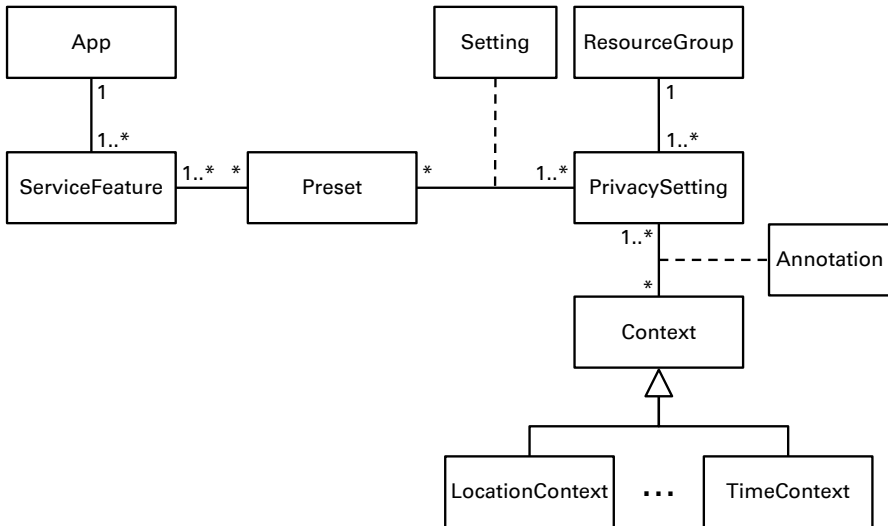 App
Setting
ResourceGroup
1
1
1..*
1..*
ServiceFeature
1..*
*
Preset
*
1..*
PrivacySetting
1..*
Annotation
*
Context
LocationContext
...
TimeContext